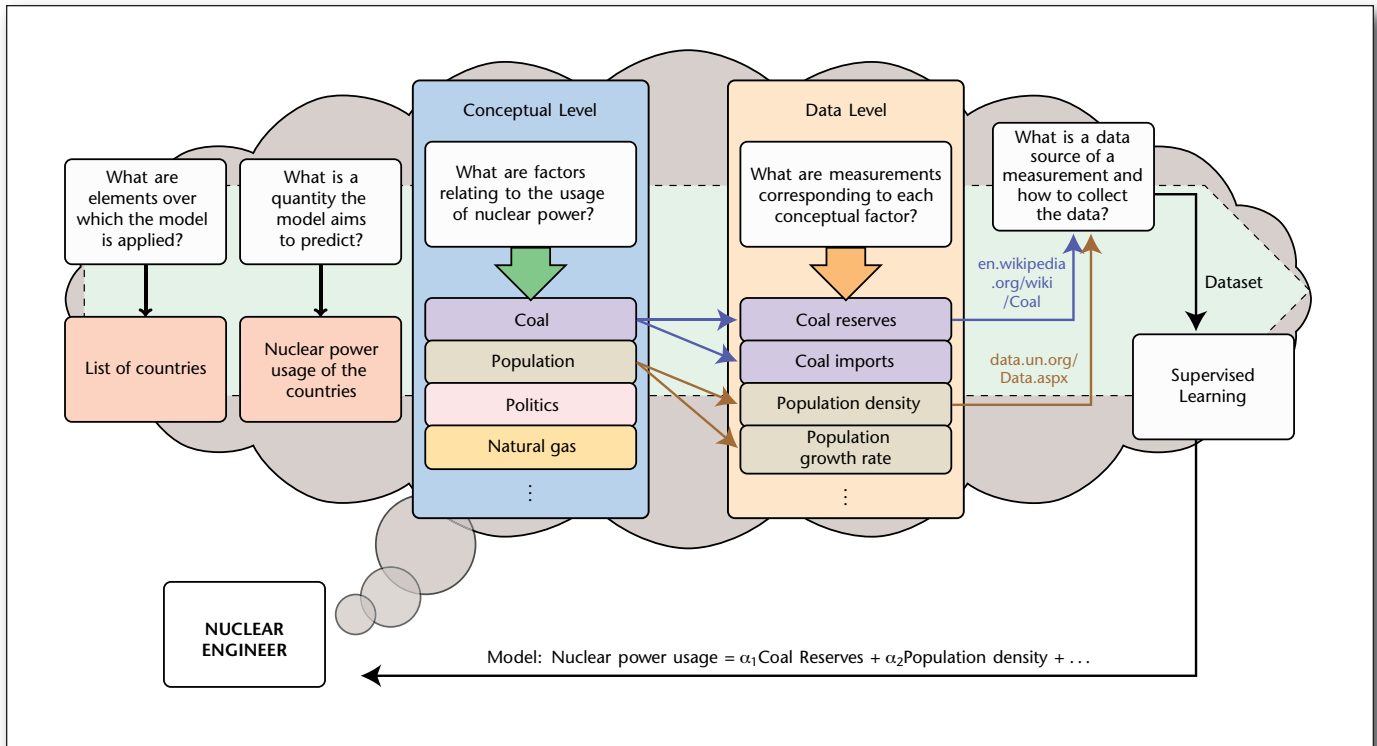 What are
elements over
which the model
is applied?
What is a
quantity the
model aims
to predict?
List of countries
Nuclear power
usage of the
countries
Conceptual Level
What are factors
relating to the usage
of nuclear power?
Coal
Population
Politics
Natural gas
⋮
Data Level
What are measurements
corresponding to each
conceptual factor?
Coal reserves
Coal imports
Population density
Population
growth rate
⋮
What is a data
source of a
measurement and
how to collect
the data?
en.wikipedia
.org/wiki
/Coal
data.un.org/
Data.aspx
Dataset
Supervised
Learning
NUCLEAR
ENGINEER
Model: Nuclear power usage = α₁Coal Reserves + α₂Population density + . . .